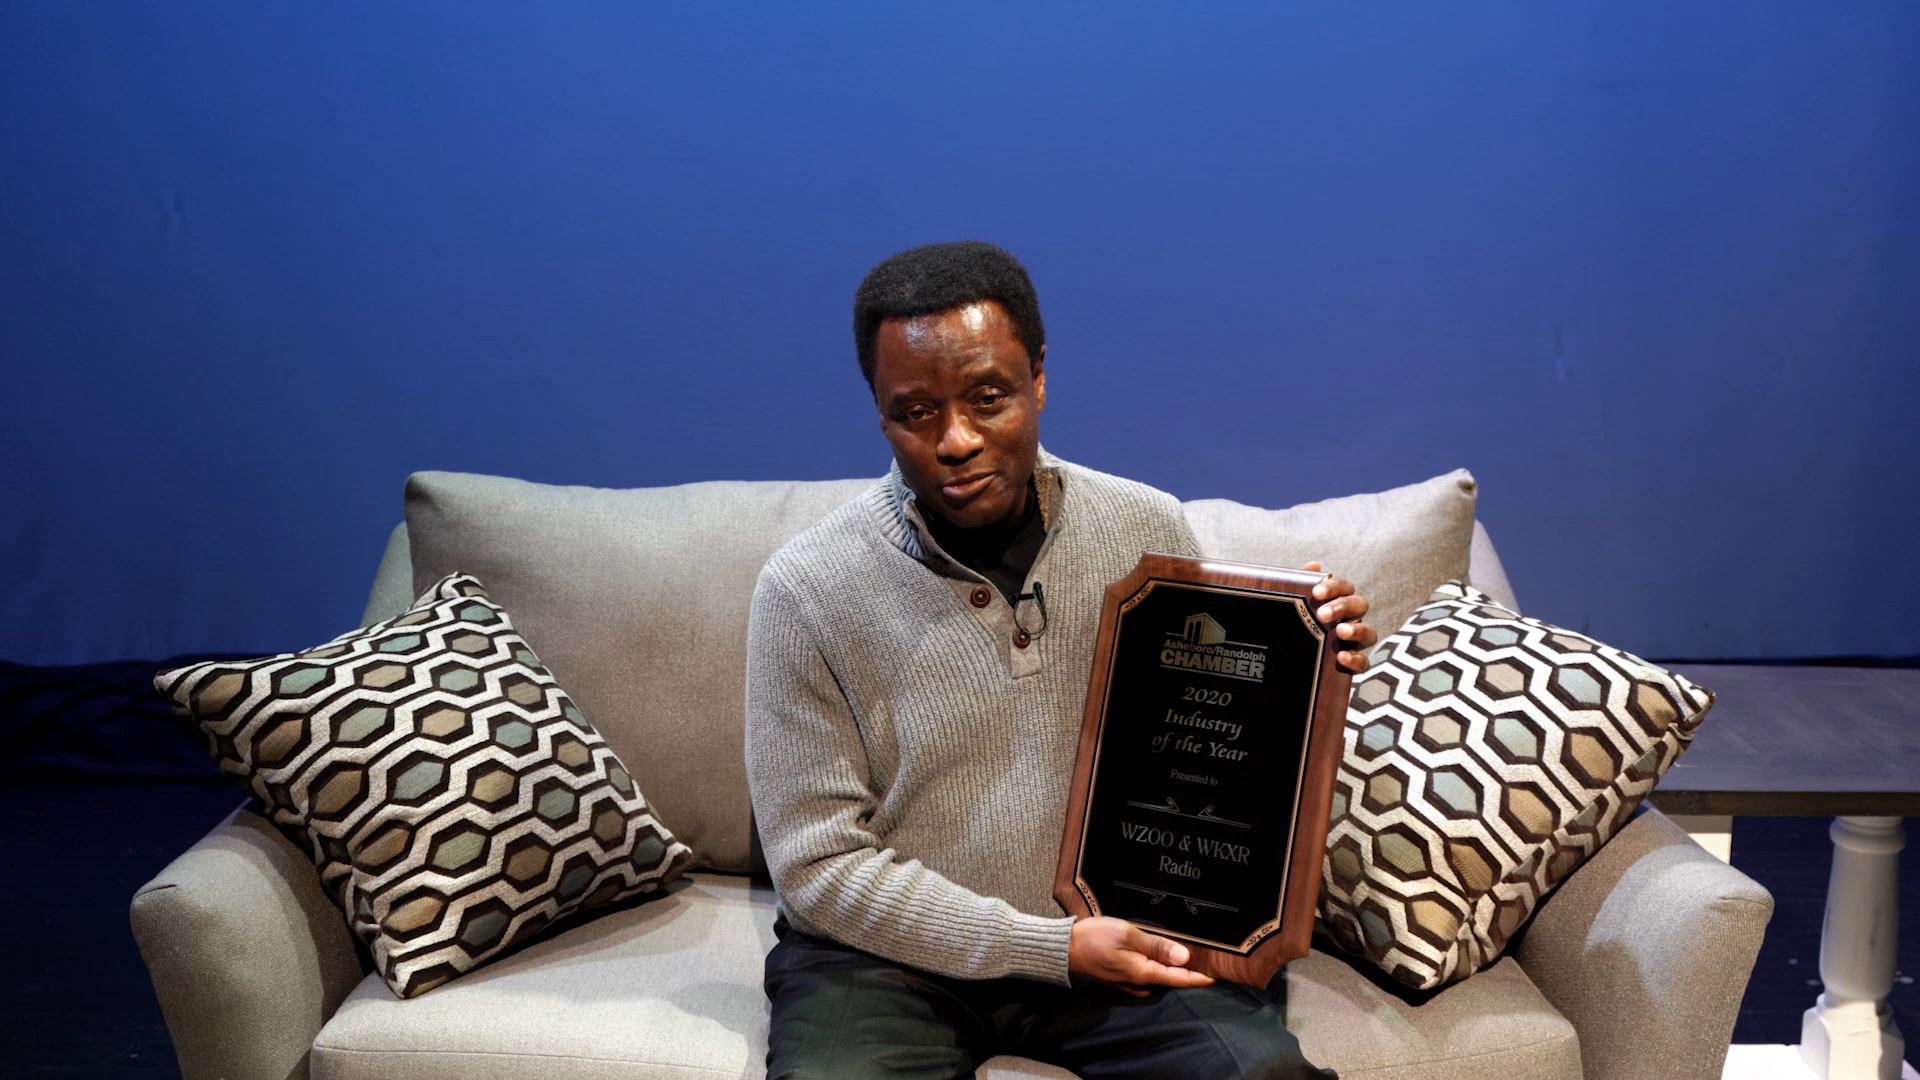 Asheboro/Randolph
CHAMBER
2020
Industry
of the Year
Presented to
WZOO & WKXR
Radio